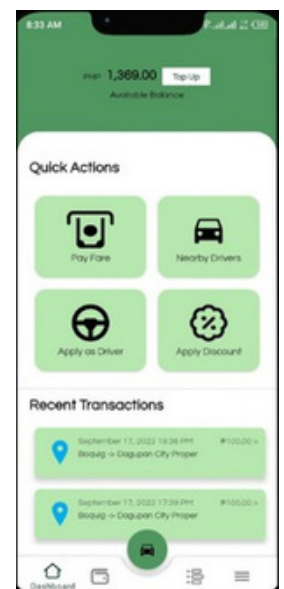 8:33 AM
PHP 1,369.00 Top Up
Available Balance
Quick Actions
Pay Fare
Nearby Drivers
Apply as Driver
Apply Discount
Recent Transactions
September 17, 2022 19:36 PM ₱100.00 >
Boquig -> Dagupan City Proper
September 17, 2022 17:39 PM ₱100.00 >
Boquig -> Dagupan City Proper
Dashboard